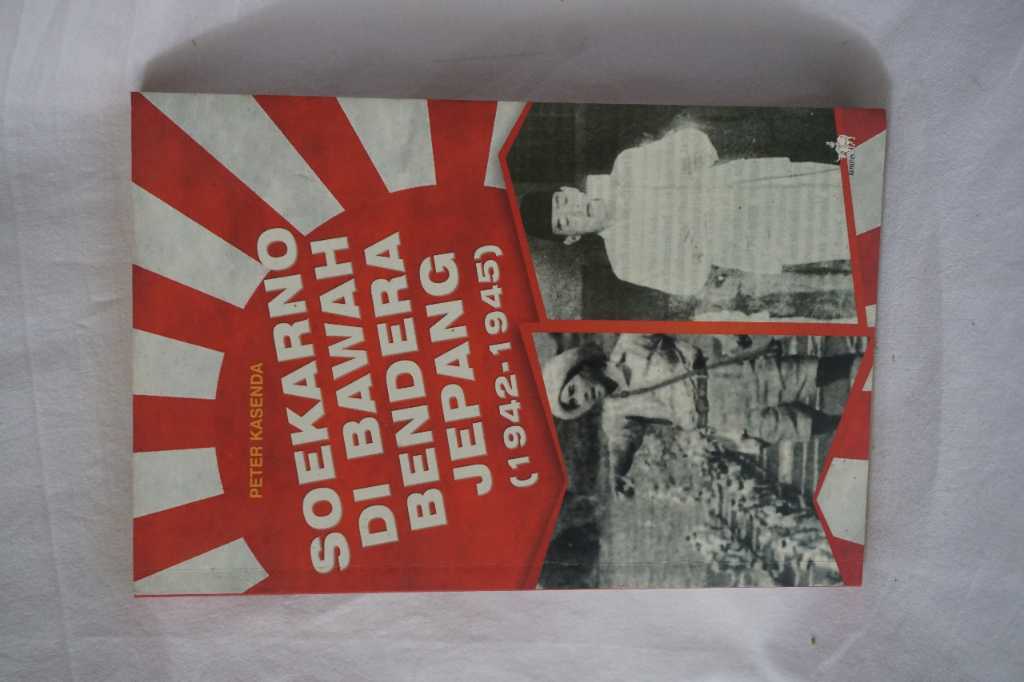 PETER KASENDA
SOEKARNO
DI BAWAH
BENDERA
JEPANG
(1942-1945)